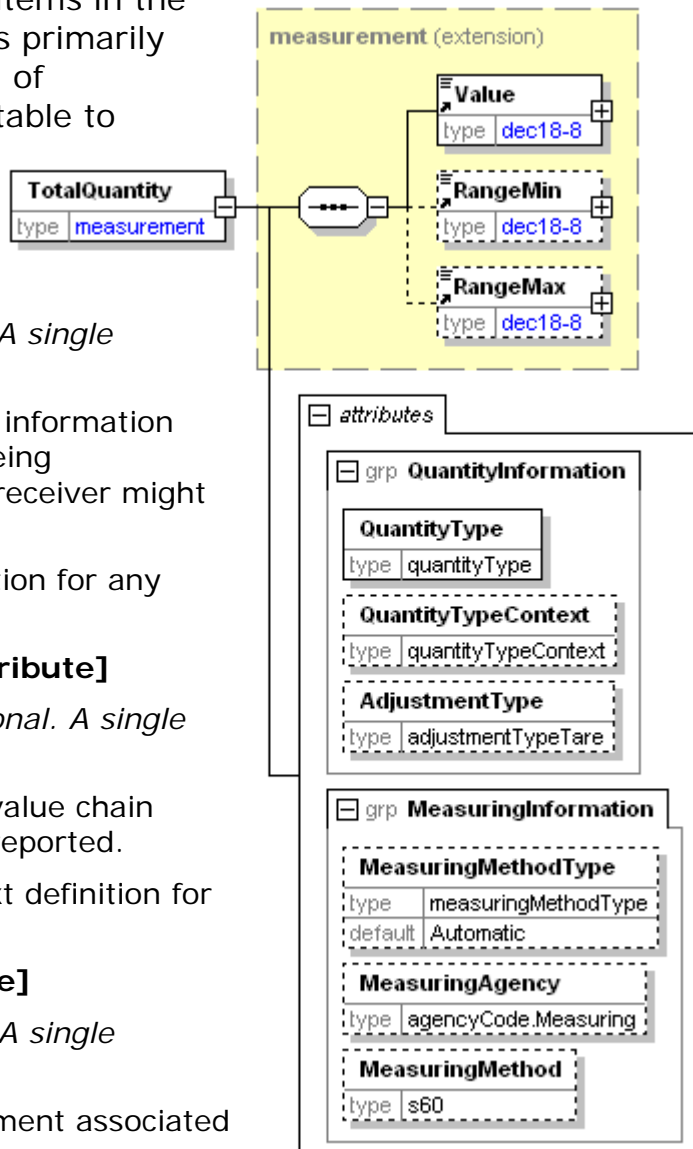 items in the
s primarily
of
table to
A single
information
eing
receiver might
tion for any
ribute]
onal. A single
value chain
reported.
xt definition for
e]
A single
ment associated
measurement (extension)
TotalQuantity
type measurement
Value
type dec18-8
RangeMin
type dec18-8
RangeMax
type dec18-8
attributes
grp QuantityInformation
QuantityType
type quantityType
QuantityTypeContext
type quantityTypeContext
AdjustmentType
type adjustmentTypeTare
grp MeasuringInformation
MeasuringMethodType
type measuringMethodType
default Automatic
MeasuringAgency
type agencyCode.Measuring
MeasuringMethod
type s60